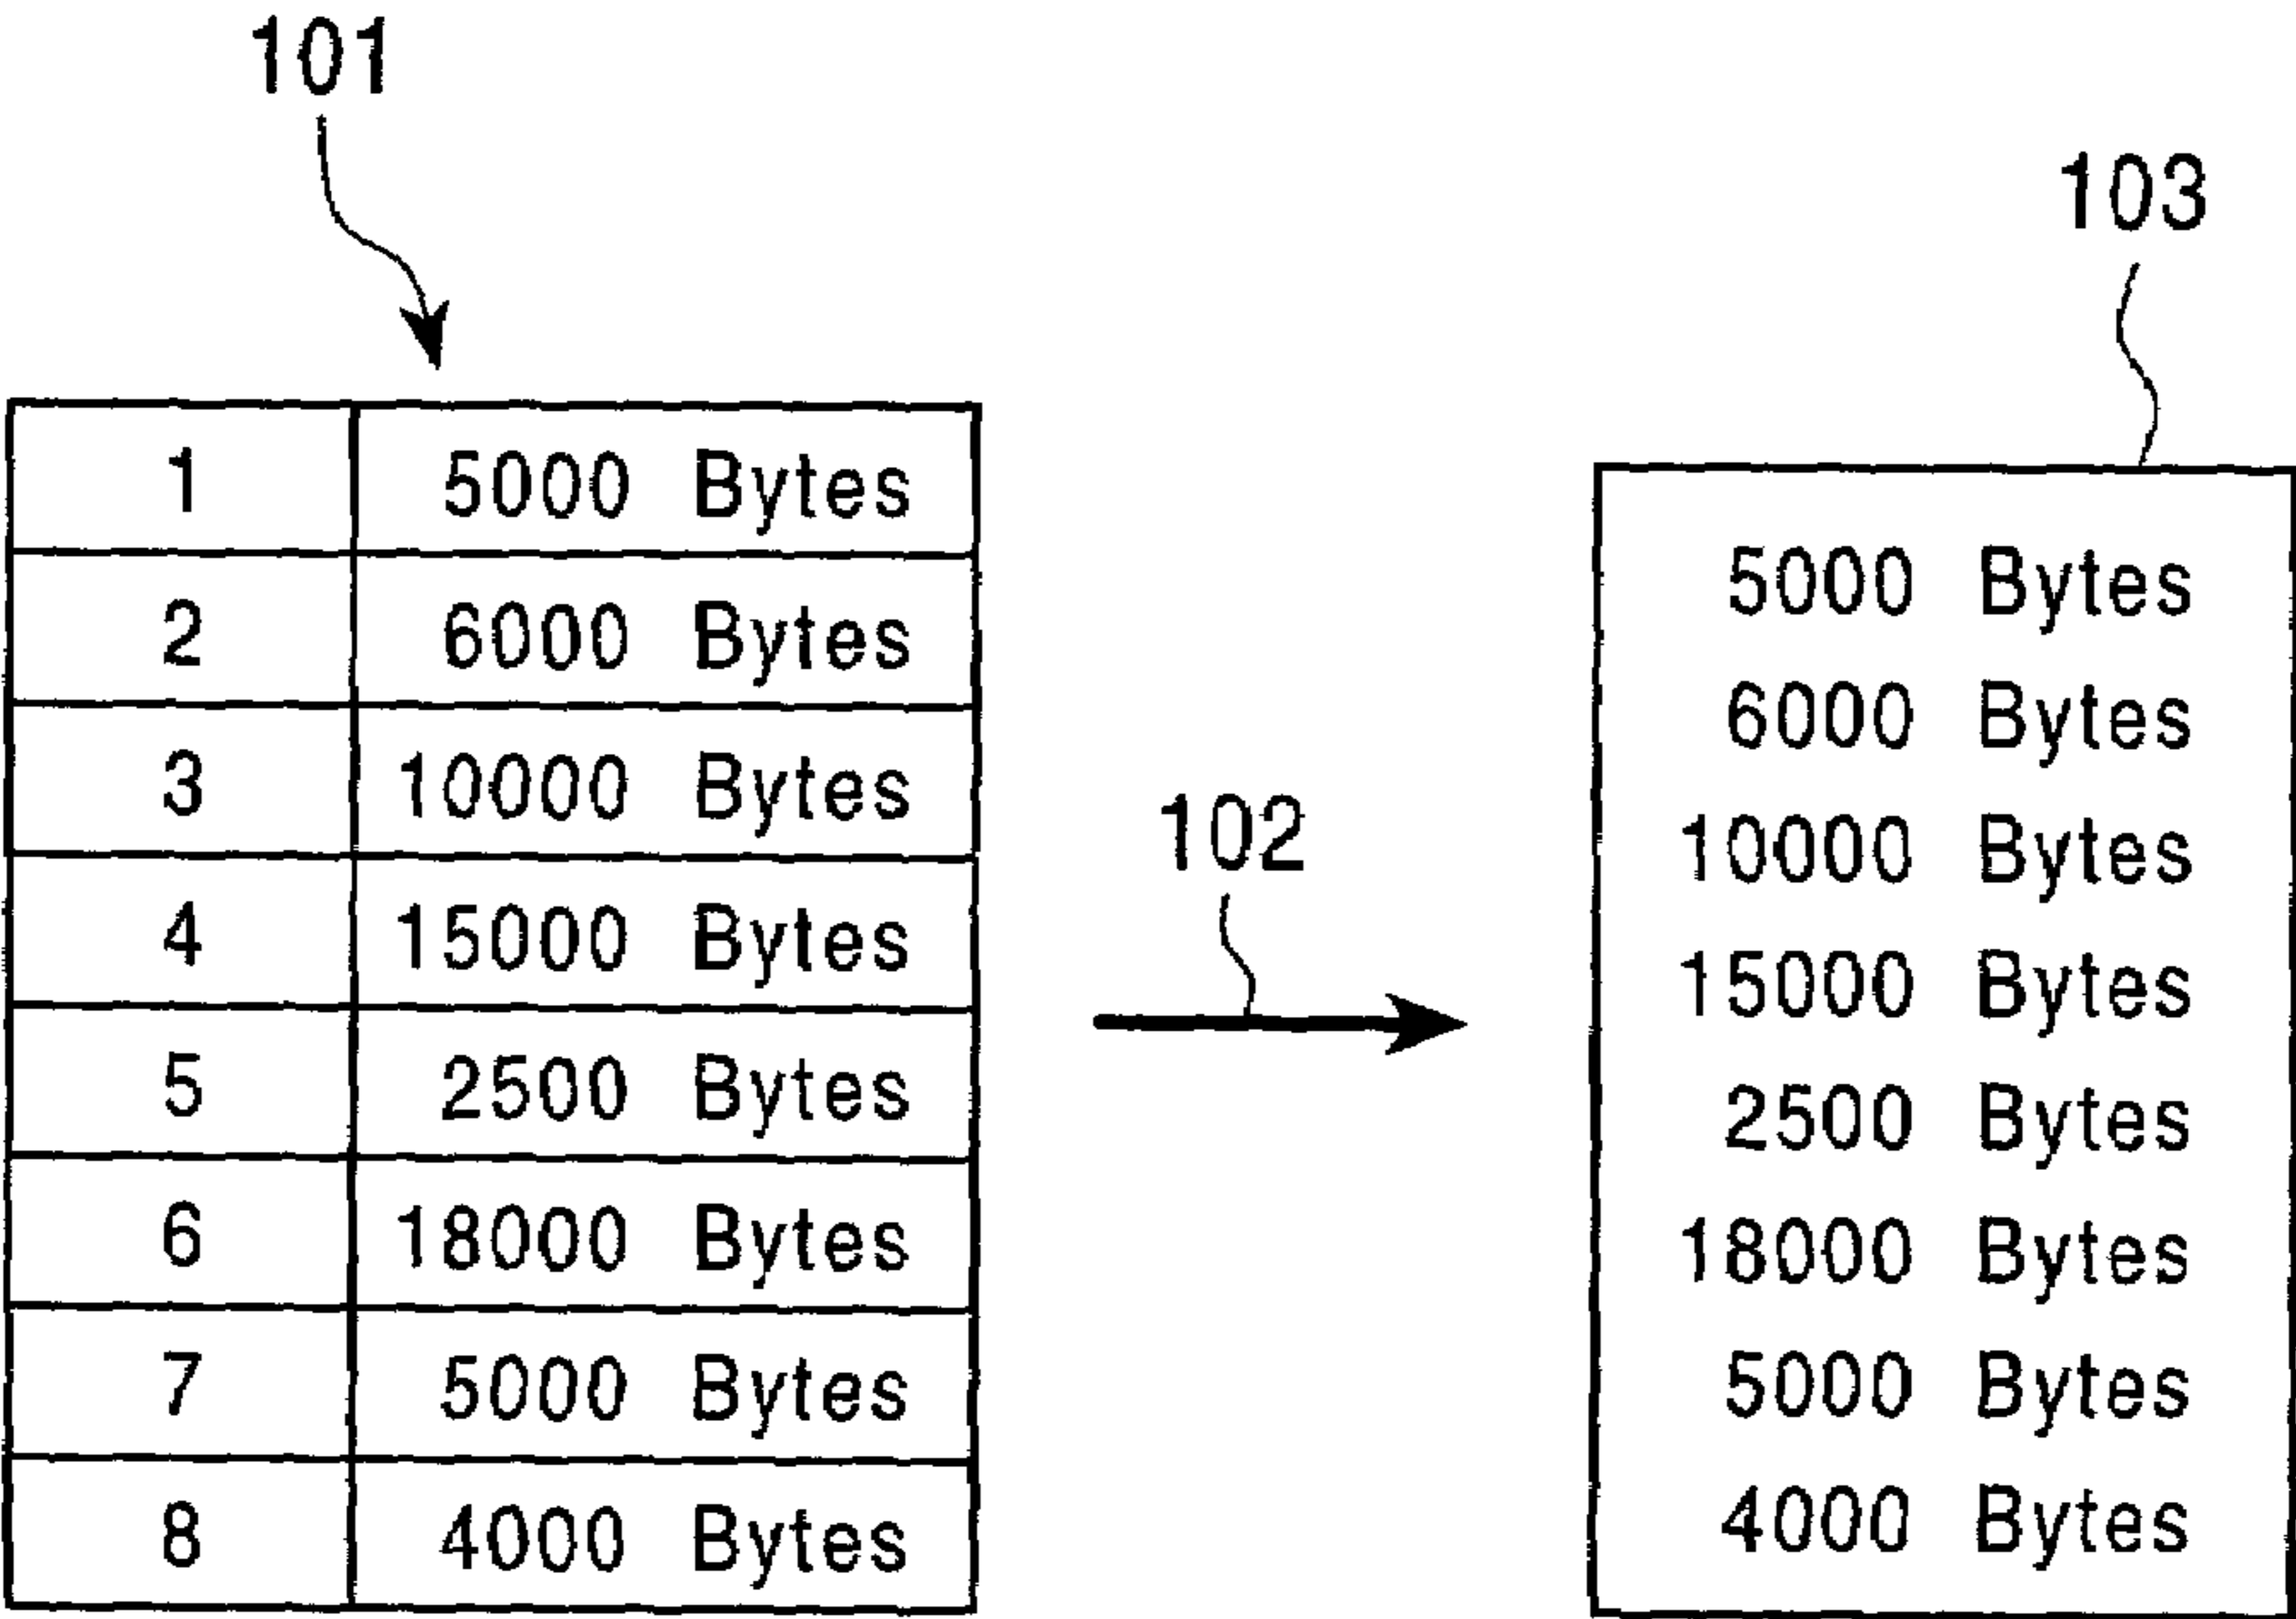 101
103
1 5000 Bytes
2 6000 Bytes
3 10000 Bytes
4 15000 Bytes
5 2500 Bytes
6 18000 Bytes
7 5000 Bytes
8 4000 Bytes
102
5000 Bytes
6000 Bytes
10000 Bytes
15000 Bytes
2500 Bytes
18000 Bytes
5000 Bytes
4000 Bytes